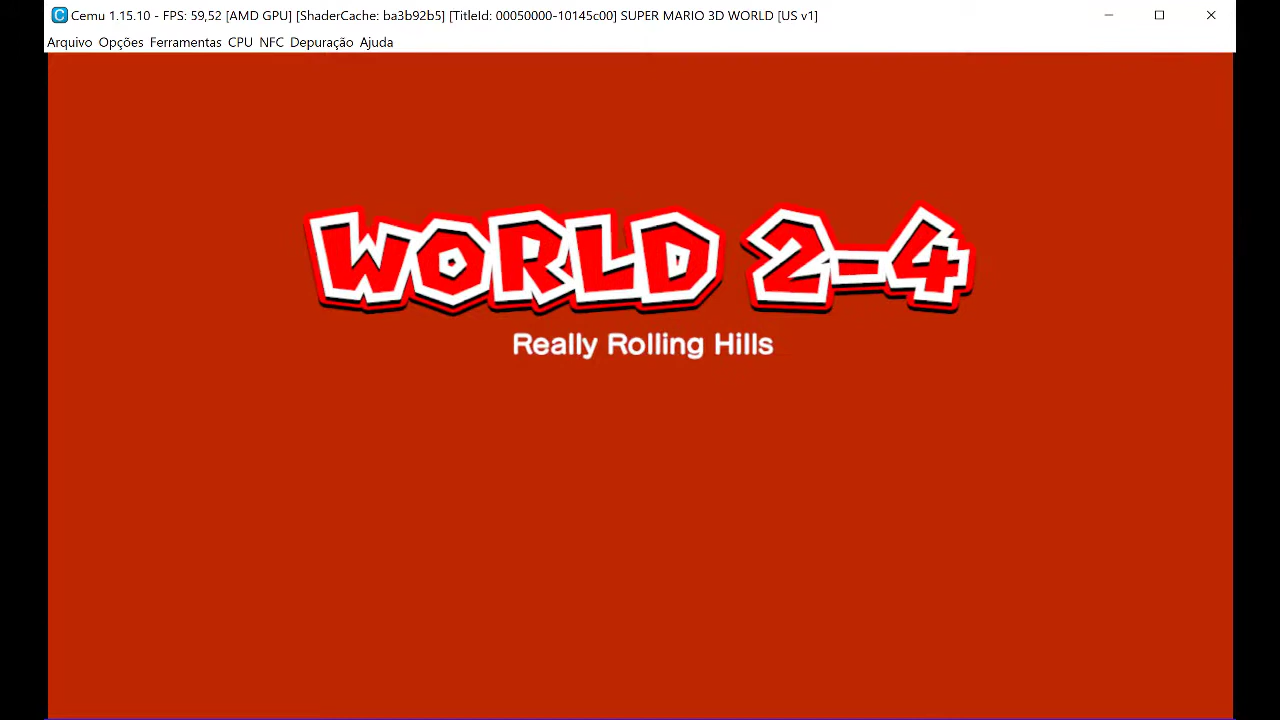 Cemu 1.15.10 - FPS: 59,52 [AMD GPU] [ShaderCache: ba3b92b5] [TitleId: 00050000-10145c00] SUPER MARIO 3D WORLD [US v1]
Arquivo Opções Ferramentas CPU NFC Depuração Ajuda
WORLD 2-4
Really Rolling Hills